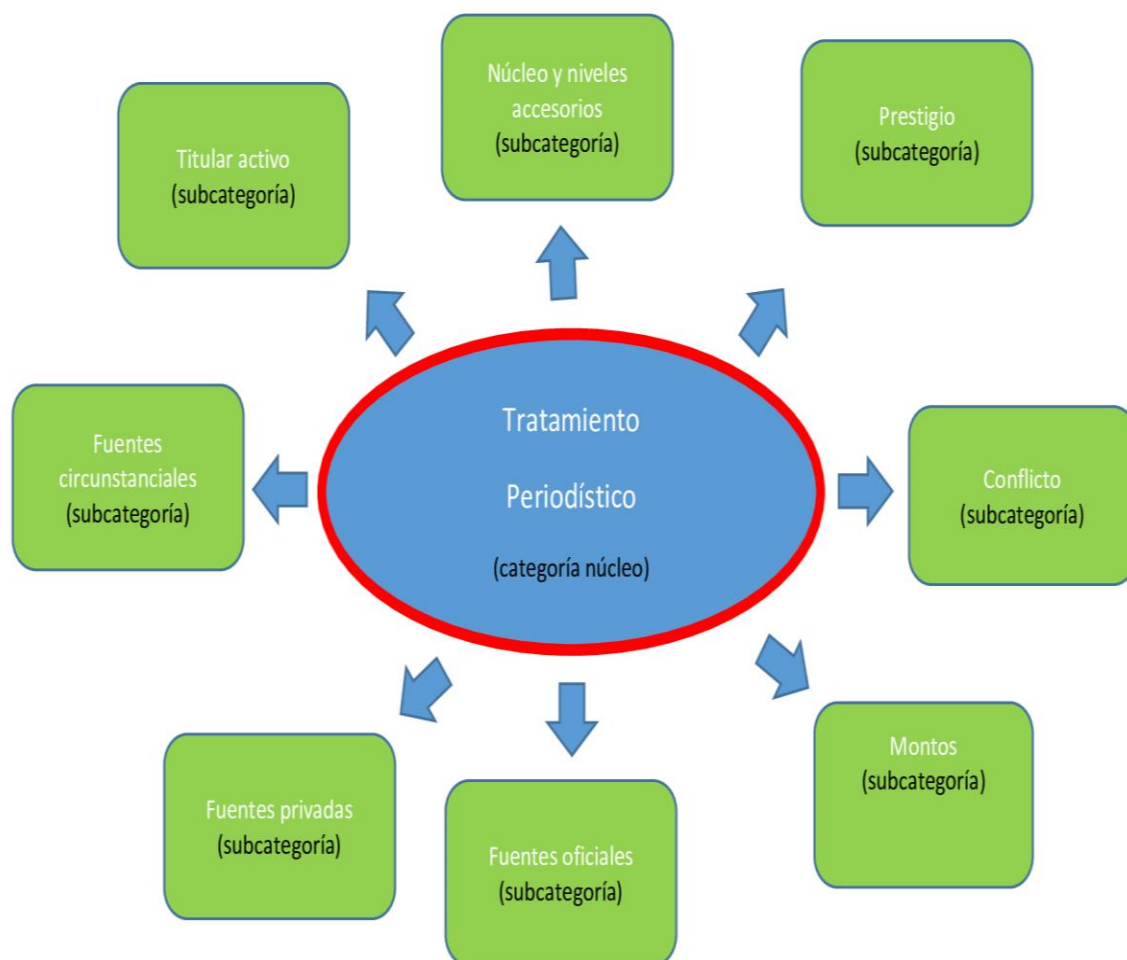 Núcleo y niveles
accesorios
(subcategoría)
Titular activo
(subcategoría)
Prestigio
(subcategoría)
Fuentes
circunstanciales
(subcategoría)
Tratamiento
Periodístico
(categoría núcleo)
Conflicto
(subcategoría)
Fuentes privadas
(subcategoría)
Fuentes oficiales
(subcategoría)
Montos
(subcategoría)